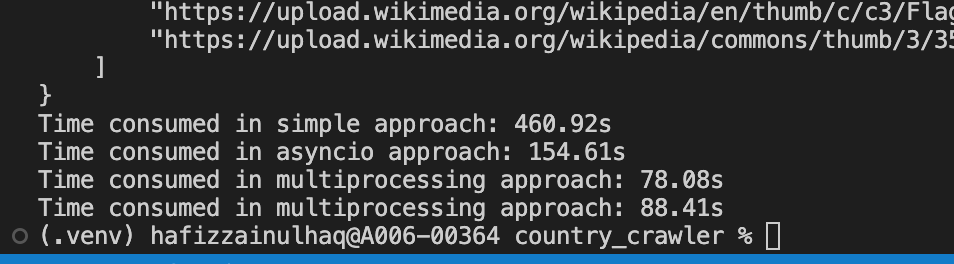 "https://upload.wikimedia.org/wikipedia/en/thumb/c/c3/Flag
"https://upload.wikimedia.org/wikipedia/commons/thumb/3/35
]
}
Time consumed in simple approach: 460.92s
Time consumed in asyncio approach: 154.61s
Time consumed in multiprocessing approach: 78.08s
Time consumed in multiprocessing approach: 88.41s
(.venv) hafizzainulhaq@A006-00364 country_crawler %